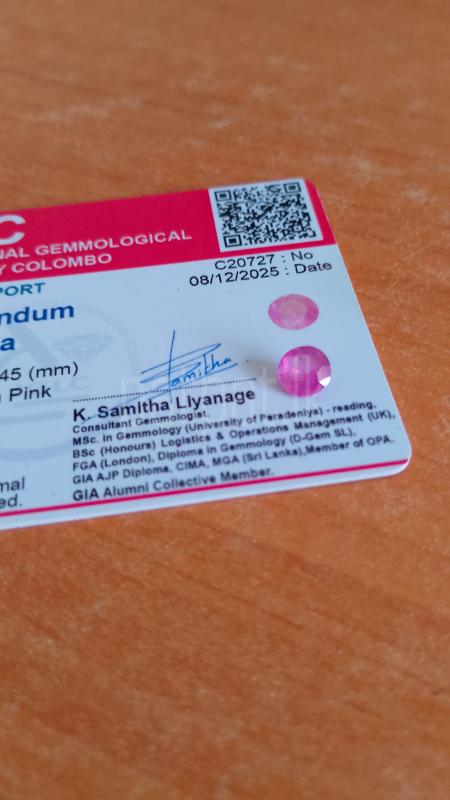 C
NAL GEMMOLOGICAL
Y COLOMBO
C20727 : No
08/12/2025 : Date
PORT
ndum
a
45 (mm)
Pink
Samitha
K. Samitha Liyanage
Consultant Gemmologist.
MSc. in Gemmology (University of Peradeniya) - reading,
BSc (Honours) Logistics & Operations Management (UK),
FGA (London), Diploma in Gemmology (D-Gem SL),
GIA AJP Diploma, CIMA, MGA (Sri Lanka),Member of OPA.
GIA Alumni Collective Member.
mal
ed.